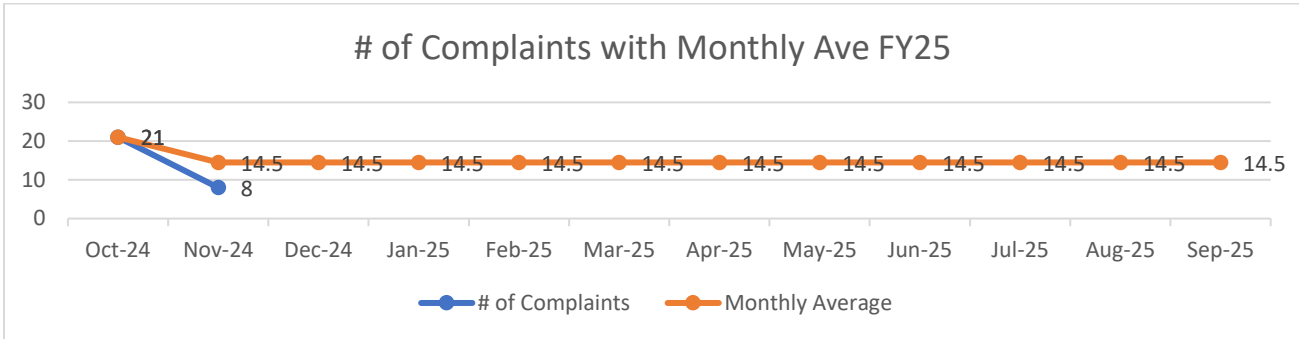 # of Complaints with Monthly Ave FY25
30
20
10
0
21
21
14.5 14.5 14.5 14.5 14.5 14.5 14.5 14.5 14.5 14.5 14.5
8
Oct-24 Nov-24 Dec-24 Jan-25 Feb-25 Mar-25 Apr-25 May-25 Jun-25 Jul-25 Aug-25 Sep-25
# of Complaints Monthly Average